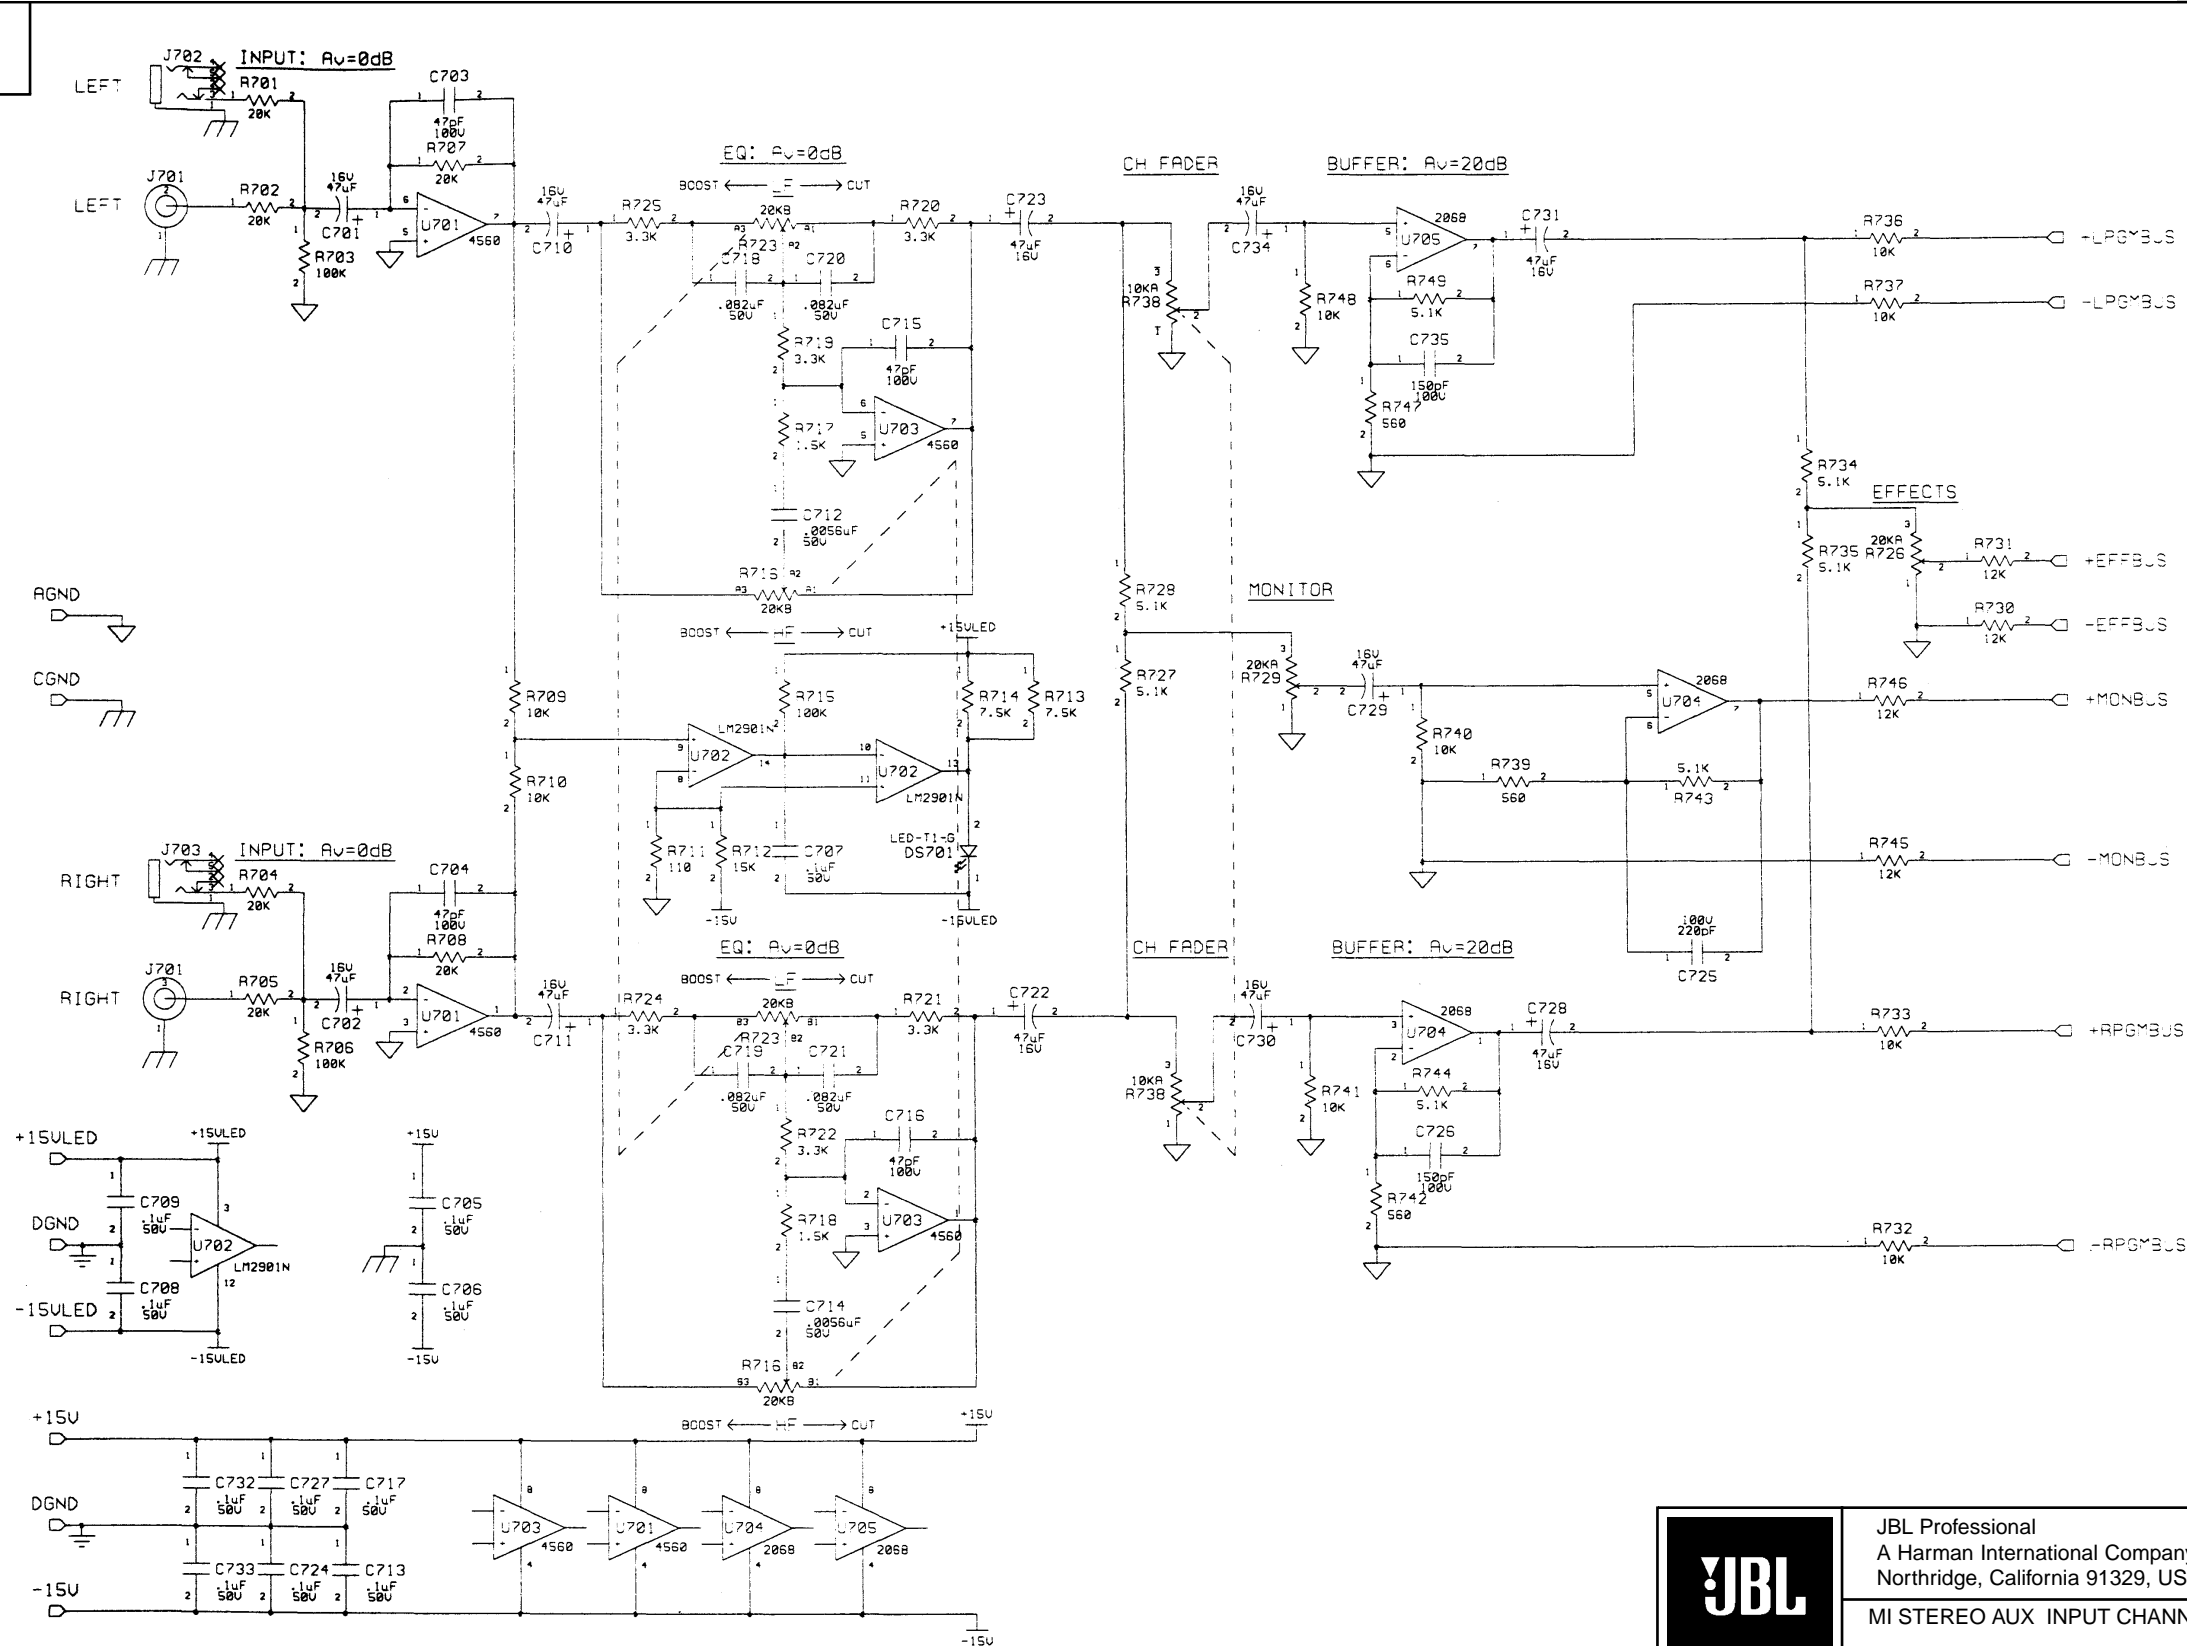 J702
INPUT: Av=0dB
LEFT
R701
20K
C703
47pF
100V
R707
20K
J701
LEFT
R702
20K
16V
47uF
C701
R703
100K
U701
4560
16V
47uF
C710
EQ: Av=0dB
BOOST ← LF → CUT
R725
3.3K
20KB
R723
R720
3.3K
C718
.082uF
50V
C720
.082uF
50V
C723
47uF
16V
R719
3.3K
C715
47pF
100V
R717
1.5K
U703
4560
C712
.0056uF
50V
R716
20KB
BOOST ← HF → CUT
CH FADER
10KA
R738
16V
47uF
C734
R748
10K
BUFFER: Av=20dB
2068
U705
R749
5.1K
C735
150pF
100V
R747
560
C731
47uF
16V
R736
10K
+LPGMBUS
R737
10K
-LPGMBUS
R734
5.1K
EFFECTS
R735
5.1K
20KA
R726
R731
12K
+EFFBUS
R730
12K
-EFFBUS
AGND
CGND
R709
10K
R710
10K
LM2901N
U702
R715
100K
+15VLED
R714
7.5K
R713
7.5K
U702
LM2901N
R711
110
R712
15K
-15V
C707
.1uF
50V
LED-T1-G
DS701
-15VLED
R728
5.1K
R727
5.1K
MONITOR
20KA
R729
16V
47uF
C729
R740
10K
R739
560
2068
U704
5.1K
R743
100V
220pF
C725
R746
12K
+MONBUS
R745
12K
-MONBUS
J703
INPUT: Av=0dB
RIGHT
R704
20K
C704
47pF
100V
R708
20K
J701
RIGHT
R705
20K
16V
47uF
C702
R706
100K
U701
4560
16V
47uF
C711
EQ: Av=0dB
BOOST ← LF → CUT
R724
3.3K
20KB
R723
R721
3.3K
C719
.082uF
50V
C721
.082uF
50V
C722
47uF
16V
R722
3.3K
C716
47pF
100V
R718
1.5K
U703
4560
C714
.0056uF
50V
R716
20KB
BOOST ← HF → CUT
CH FADER
10KA
R738
16V
47uF
C730
R741
10K
BUFFER: Av=20dB
2068
U704
R744
5.1K
C726
150pF
100V
R742
560
C728
47uF
16V
R733
10K
+RPGMBUS
R732
10K
-RPGMBUS
+15VLED
+15VLED
C709
.1uF
50V
DGND
U702
LM2901N
C708
.1uF
50V
-15VLED
-15VLED
+15V
C705
.1uF
50V
C706
.1uF
50V
-15V
+15V
+15V
C732
.1uF
50V
C727
.1uF
50V
C717
.1uF
50V
DGND
U703
4560
U701
4560
U704
2068
U705
2068
C733
.1uF
50V
C724
.1uF
50V
C713
.1uF
50V
-15V
-15V
JBL
JBL Professional
A Harman International Company
Northridge, California 91329, US
MI STEREO AUX INPUT CHANN